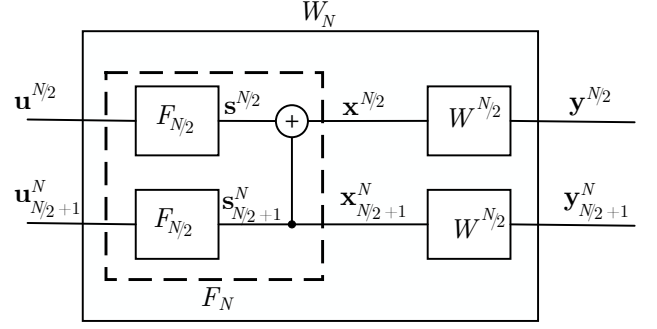 W_N
u^{N/2} F_{N/2} s^{N/2} + x^{N/2} W^{N/2} y^{N/2}
u^N_{N/2+1} F_{N/2} s^N_{N/2+1} x^N_{N/2+1} W^{N/2} y^N_{N/2+1}
F_N